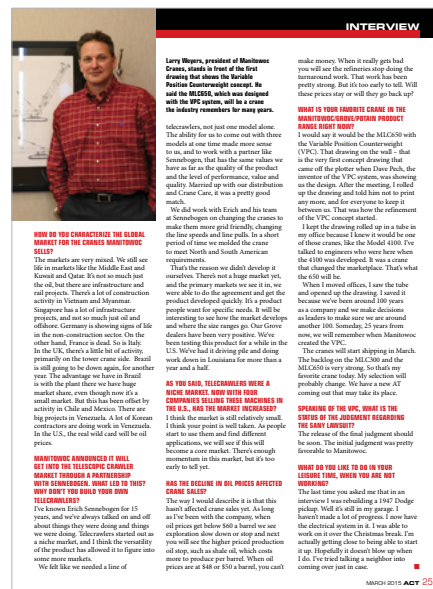 INTERVIEW
Larry Weyers, president of Manitowoc
Cranes, stands in front of the first
drawing that shows the Variable
Position Counterweight concept. He
said the MLC650, which was designed
with the VPC system, will be a crane
the industry remembers for many years.
HOW DO YOU CHARACTERIZE THE GLOBAL
MARKET FOR THE CRANES MANITOWOC
SELLS?
The markets are very mixed. We still see
life in markets like the Middle East and
Kuwait and Qatar. It's not so much just
the oil, but there are infrastructure and
rail projects. There's a lot of construction
activity in Vietnam and Myanmar.
Singapore has a lot of infrastructure
projects, and not so much just oil and
offshore. Germany is showing signs of life
in the non-construction sector. On the
other hand, France is dead. So is Italy.
In the UK, there's a little bit of activity,
primarily on the tower crane side. Brazil
is still going to be down again, for another
year. The advantage we have in Brazil
is with the plant there we have huge
market share, even though now it's a
small market. But this has been offset by
activity in Chile and Mexico. There are
big projects in Venezuela. A lot of Korean
contractors are doing work in Venezuela.
In the U.S., the real wild card will be oil
prices.
MANITOWOC ANNOUNCED IT WILL
GET INTO THE TELESCOPIC CRAWLER
MARKET THROUGH A PARTNERSHIP
WITH SENNEBOGEN. WHAT LED TO THIS?
WHY DON'T YOU BUILD YOUR OWN
TELECRAWLERS?
I've known Erich Sennebogen for 15
years, and we've always talked on and off
about things they were doing and things
we were doing. Telecrawlers started out as
a niche market, and I think the versatility
of the product has allowed it to figure into
some more markets.
We felt like we needed a line of
telecrawlers, not just one model alone.
The ability for us to come out with three
models at one time made more sense
to us, and to work with a partner like
Sennebogen, that has the same values we
have as far as the quality of the product
and the level of performance, value and
quality. Married up with our distribution
and Crane Care, it was a pretty good
match.
We did work with Erich and his team
at Sennebogen on changing the cranes to
make them more grid friendly, changing
the line speeds and line pulls. In a short
period of time we molded the crane
to meet North and South American
requirements.
That's the reason we didn't develop it
ourselves. There's not a huge market yet,
and the primary markets we see it in, we
were able to do the agreement and get the
product developed quickly. It's a product
people want for specific needs. It will be
interesting to see how the market develops
and where the size ranges go. Our Grove
dealers have been very positive. We've
been testing this product for a while in the
U.S. We've had it driving pile and doing
work down in Louisiana for more than a
year and a half.
AS YOU SAID, TELECRAWLERS WERE A
NICHE MARKET. NOW WITH FOUR
COMPANIES SELLING THESE MACHINES IN
THE U.S., HAS THE MARKET INCREASED?
I think the market is still relatively small.
I think your point is well taken. As people
start to use them and find different
applications, we will see if this will
become a core market. There's enough
momentum in this market, but it's too
early to tell yet.
HAS THE DECLINE IN OIL PRICES AFFECTED
CRANE SALES?
The way I would describe it is that this
hasn't affected crane sales yet. As long
as I've been with the company, when
oil prices get below $60 a barrel we see
exploration slow down or stop and next
you will see the higher priced production
oil stop, such as shale oil, which costs
more to produce per barrel. When oil
prices are at $48 or $50 a barrel, you can't
make money. When it really gets bad
you will see the refineries stop doing the
turnaround work. That work has been
pretty strong. But it's too early to tell. Will
these prices stay or will they go back up?
WHAT IS YOUR FAVORITE CRANE IN THE
MANITOWOC/GROVE/POTAIN PRODUCT
RANGE RIGHT NOW?
I would say it would be the MLC650 with
the Variable Position Counterweight
(VPC). That drawing on the wall – that
is the very first concept drawing that
came off the plotter when Dave Pech, the
inventor of the VPC system, was showing
us the design. After the meeting, I rolled
up the drawing and told him not to print
any more, and for everyone to keep it
between us. That was how the refinement
of the VPC concept started.
I kept the drawing rolled up in a tube in
my office because I knew it would be one
of those cranes, like the Model 4100. I've
talked to engineers who were here when
the 4100 was developed. It was a crane
that changed the marketplace. That's what
the 650 will be.
When I moved offices, I saw the tube
and opened up the drawing. I saved it
because we've been around 100 years
as a company and we make decisions
as leaders to make sure we are around
another 100. Someday, 25 years from
now, we will remember when Manitowoc
created the VPC.
The cranes will start shipping in March.
The backlog on the MLC300 and the
MLC650 is very strong. So that's my
favorite crane today. My selection will
probably change. We have a new AT
coming out that may take its place.
SPEAKING OF THE VPC, WHAT IS THE
STATUS OF THE JUDGMENT REGARDING
THE SANY LAWSUIT?
The release of the final judgment should
be soon. The initial judgment was pretty
favorable to Manitowoc.
WHAT DO YOU LIKE TO DO IN YOUR
LEISURE TIME, WHEN YOU ARE NOT
WORKING?
The last time you asked me that in an
interview I was rebuilding a 1947 Dodge
pickup. Well it's still in my garage. I
haven't made a lot of progress. I now have
the electrical system in it. I was able to
work on it over the Christmas break. I'm
actually getting close to being able to start
it up. Hopefully it doesn't blow up when
I do. I've tried talking a neighbor into
coming over just in case.
MARCH 2015 ACT 25